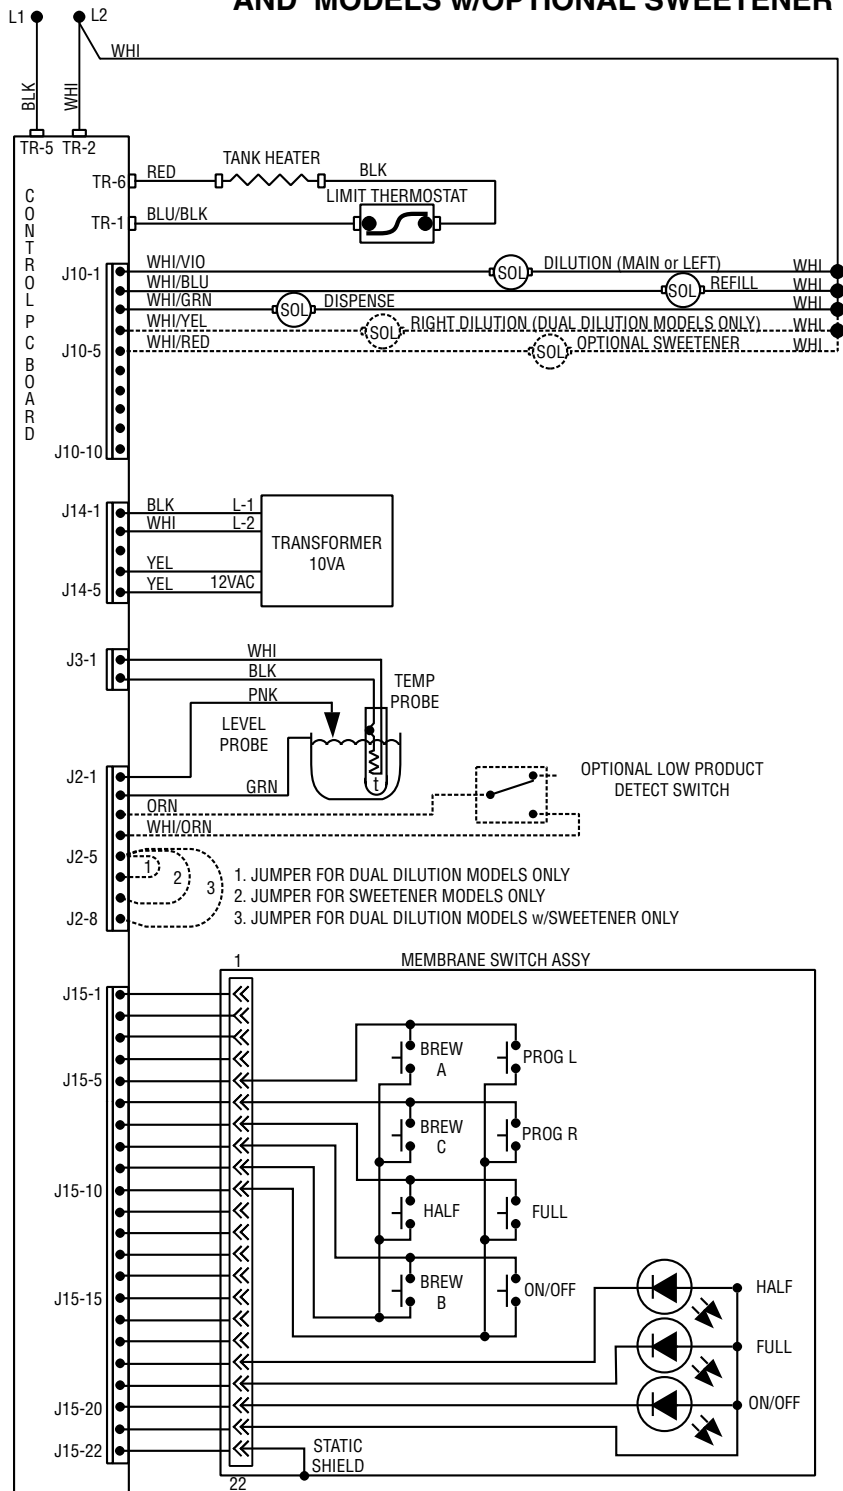 AND MODELS w/OPTIONAL SWEETENER
L1
L2
WHI
BLK
WHI
TR-5 TR-2
CONTROL PC BOARD
TR-6
RED
TANK HEATER
BLK
LIMIT THERMOSTAT
TR-1
BLU/BLK
J10-1
WHI/VIO
SOL
DILUTION (MAIN or LEFT)
WHI
WHI/BLU
SOL
REFILL
WHI
WHI/GRN
SOL
DISPENSE
WHI
WHI/YEL
SOL
RIGHT DILUTION (DUAL DILUTION MODELS ONLY)
WHI
J10-5
WHI/RED
SOL
OPTIONAL SWEETENER
WHI
J10-10
J14-1
BLK
L-1
WHI
L-2
TRANSFORMER
10VA
YEL
J14-5
YEL
12VAC
J3-1
WHI
BLK
TEMP
PROBE
PNK
LEVEL
PROBE
t
J2-1
GRN
OPTIONAL LOW PRODUCT
DETECT SWITCH
ORN
WHI/ORN
J2-5
1
2
3
J2-8
1. JUMPER FOR DUAL DILUTION MODELS ONLY
2. JUMPER FOR SWEETENER MODELS ONLY
3. JUMPER FOR DUAL DILUTION MODELS w/SWEETENER ONLY
1
MEMBRANE SWITCH ASSY
J15-1
J15-5
BREW
A
PROG L
BREW
C
PROG R
J15-10
HALF
FULL
BREW
B
ON/OFF
J15-15
HALF
FULL
J15-20
ON/OFF
J15-22
STATIC
SHIELD
22